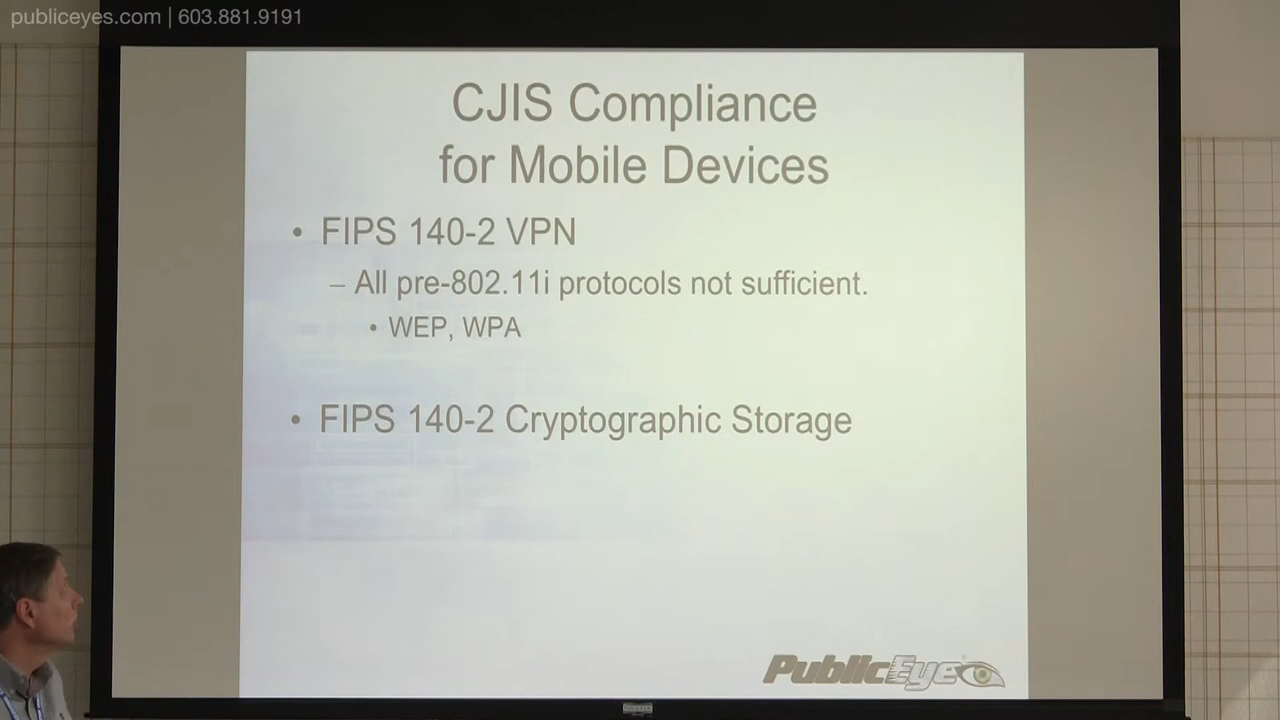 publiceyes.com | 603.881.9191
CJIS Compliance
for Mobile Devices
• FIPS 140-2 VPN
– All pre-802.11i protocols not sufficient.
• WEP, WPA
• FIPS 140-2 Cryptographic Storage
PublicEye